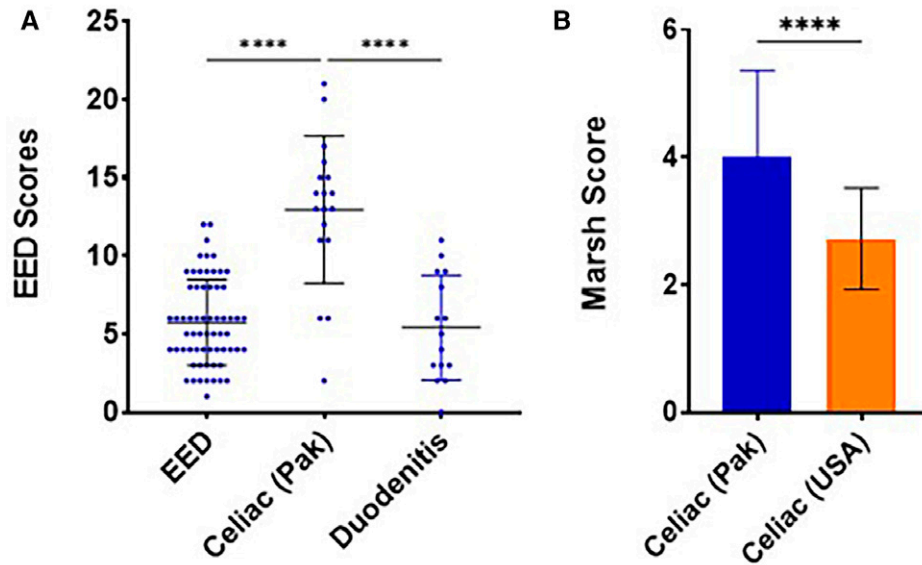 A
EED Scores
25
20
15
10
5
0
**** ****
EED
Celiac (Pak)
Duodenitis
B
Marsh Score
6
4
2
0
****
Celiac (Pak)
Celiac (USA)